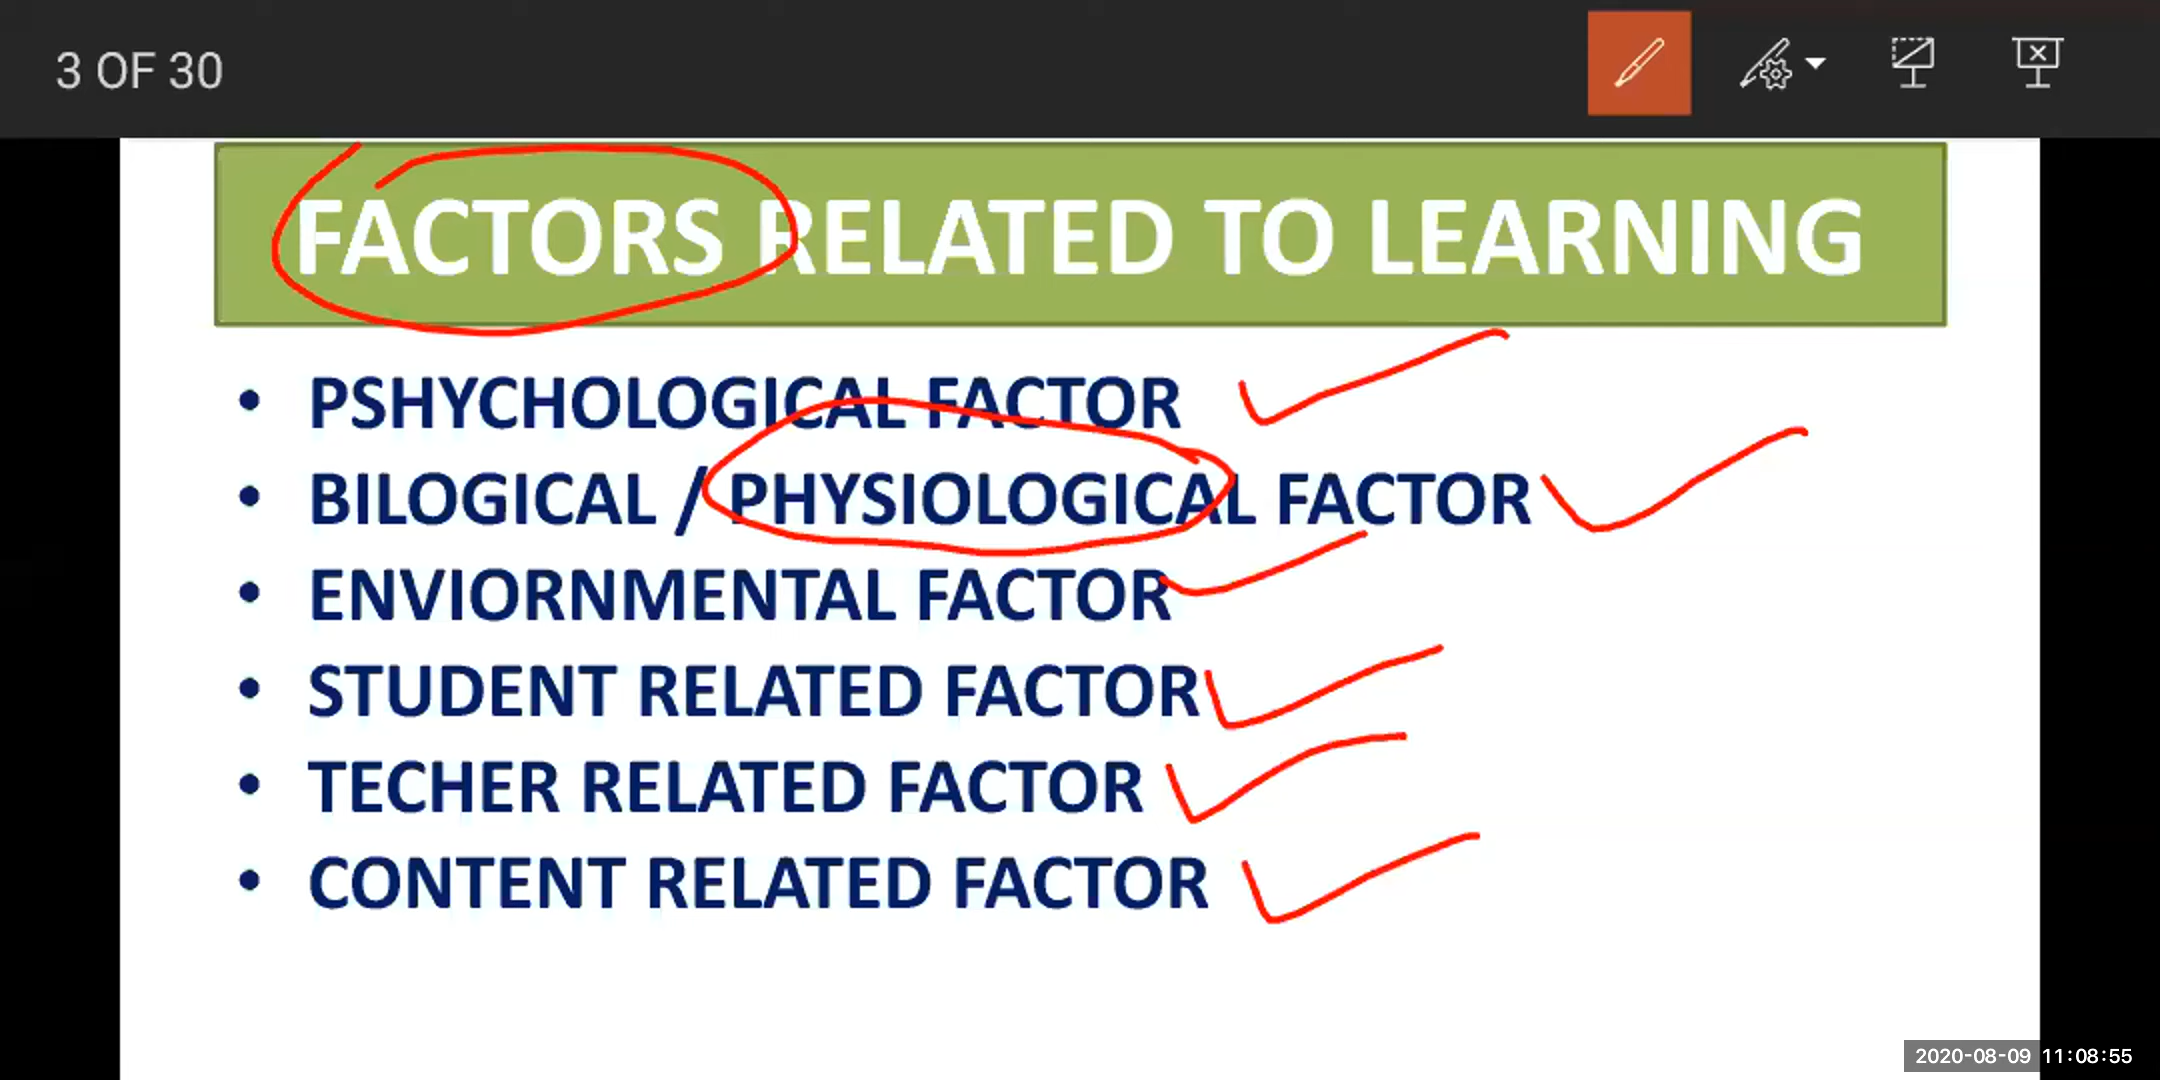 3 OF 30
FACTORS RELATED TO LEARNING
• PSHYCHOLOGICAL FACTOR
• BILOGICAL / PHYSIOLOGICAL FACTOR
• ENVIORNMENTAL FACTOR
• STUDENT RELATED FACTOR
• TECHER RELATED FACTOR
• CONTENT RELATED FACTOR
2020-08-09 11:08:55